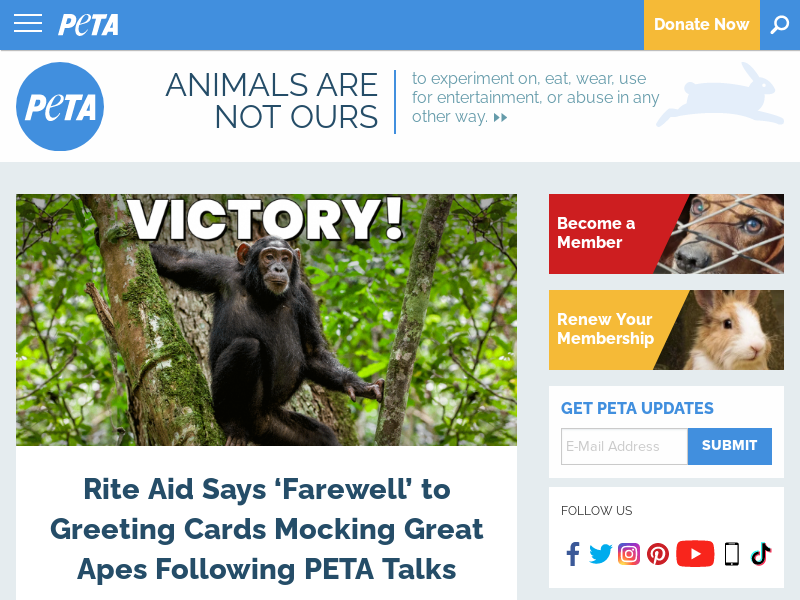 PETA
Donate Now
PETA
ANIMALS ARE
NOT OURS
to experiment on, eat, wear, use
for entertainment, or abuse in any
other way.
VICTORY!
Rite Aid Says ‘Farewell’ to
Greeting Cards Mocking Great
Apes Following PETA Talks
Become a
Member
Renew Your
Membership
GET PETA UPDATES
E-Mail Address
SUBMIT
FOLLOW US